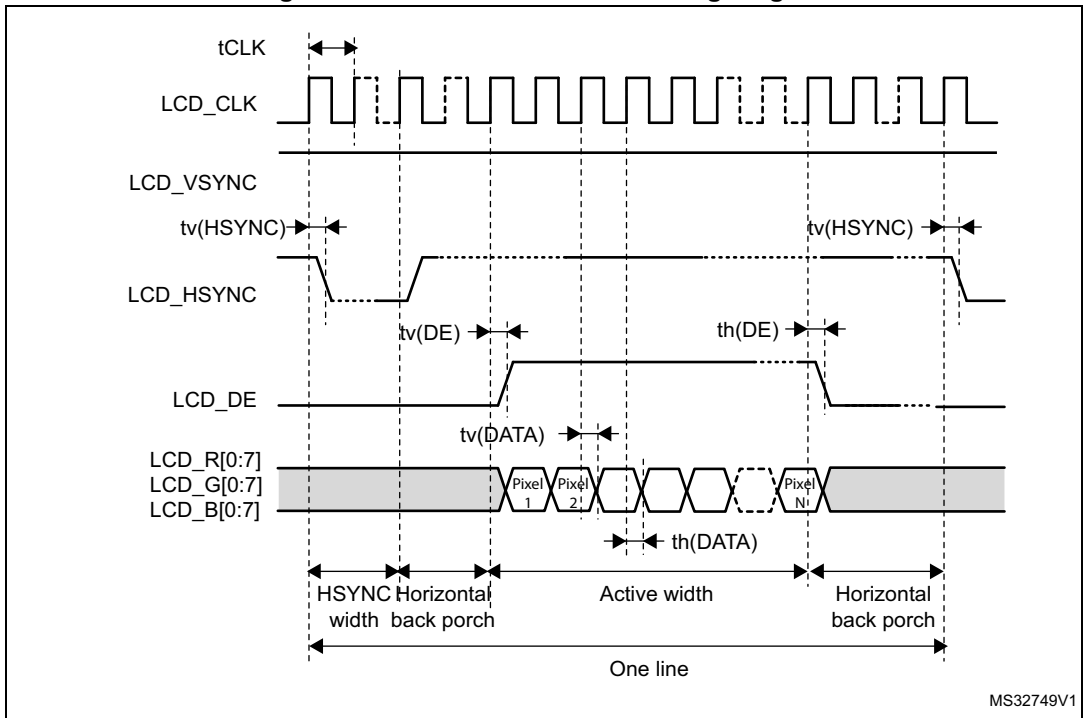 tCLK
LCD_CLK
LCD_VSYNC
tv(HSYNC)
tv(HSYNC)
LCD_HSYNC
tv(DE)
th(DE)
LCD_DE
tv(DATA)
LCD_R[0:7]
LCD_G[0:7]
LCD_B[0:7]
Pixel
1
Pixel
2
Pixel
N
th(DATA)
HSYNC
width
Horizontal
back porch
Active width
Horizontal
back porch
One line
MS32749V1